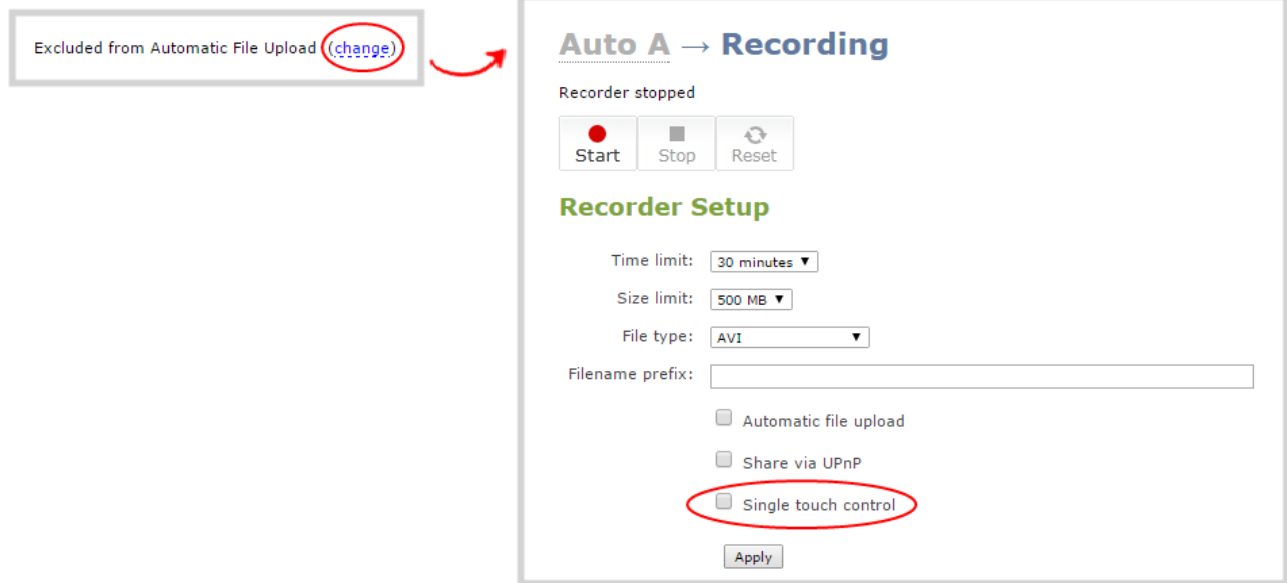 Excluded from Automatic File Upload (change)
Auto A → Recording
Recorder stopped
Start Stop Reset
Recorder Setup
Time limit: 30 minutes
Size limit: 500 MB
File type: AVI
Filename prefix:
Automatic file upload
Share via UPnP
Single touch control
Apply